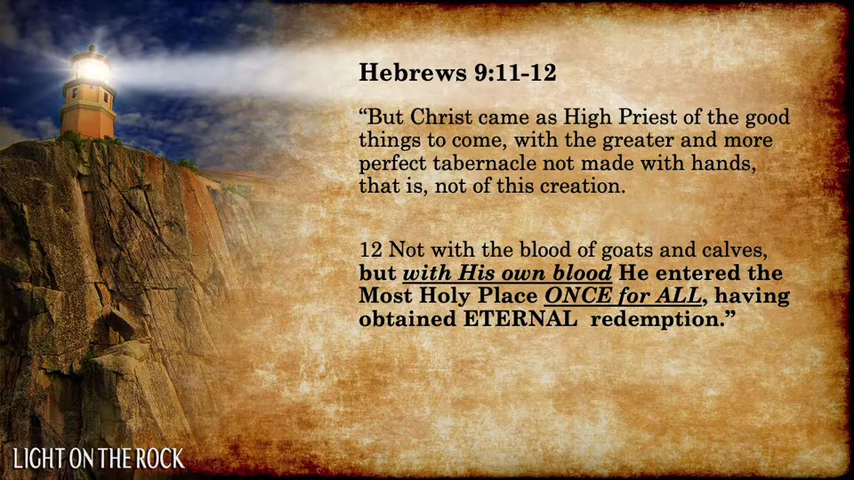 Hebrews 9:11-12
“But Christ came as High Priest of the good
things to come, with the greater and more
perfect tabernacle not made with hands,
that is, not of this creation.
12 Not with the blood of goats and calves,
but with His own blood He entered the
Most Holy Place ONCE for ALL, having
obtained ETERNAL  redemption.”
LIGHT ON THE ROCK